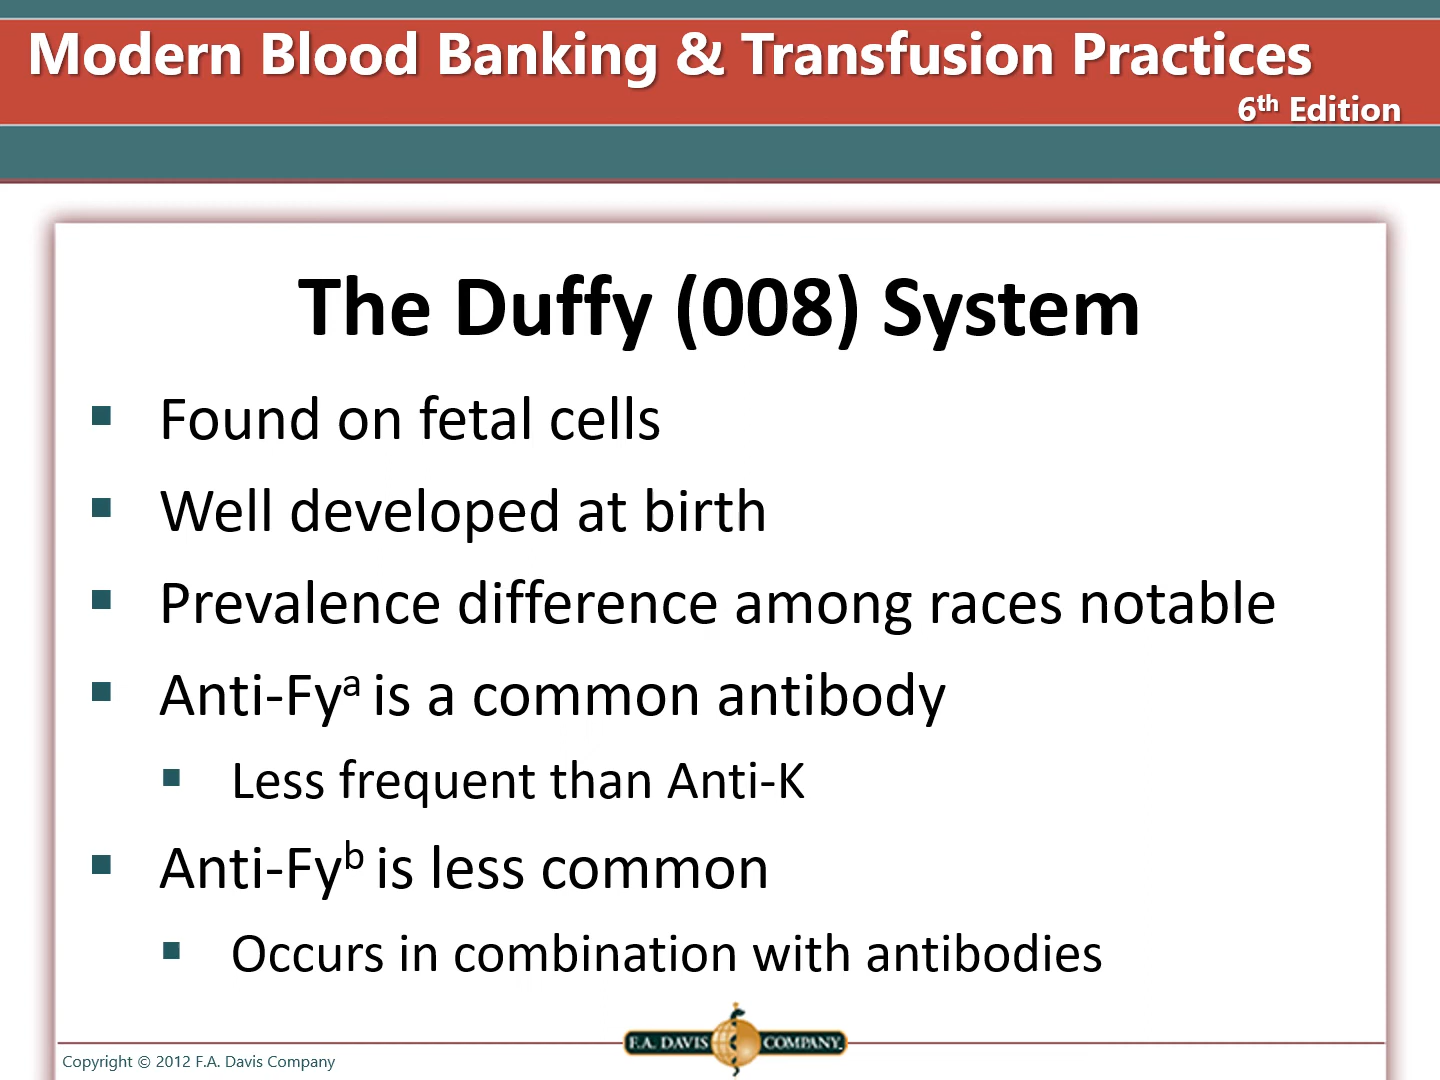 Modern Blood Banking & Transfusion Practices
6th Edition
The Duffy (008) System
▪ Found on fetal cells
▪ Well developed at birth
▪ Prevalence difference among races notable
▪ Anti-Fyª is a common antibody
▪ Less frequent than Anti-K
▪ Anti-Fyᵇ is less common
▪ Occurs in combination with antibodies
F.A. DAVIS COMPANY
Copyright © 2012 F.A. Davis Company